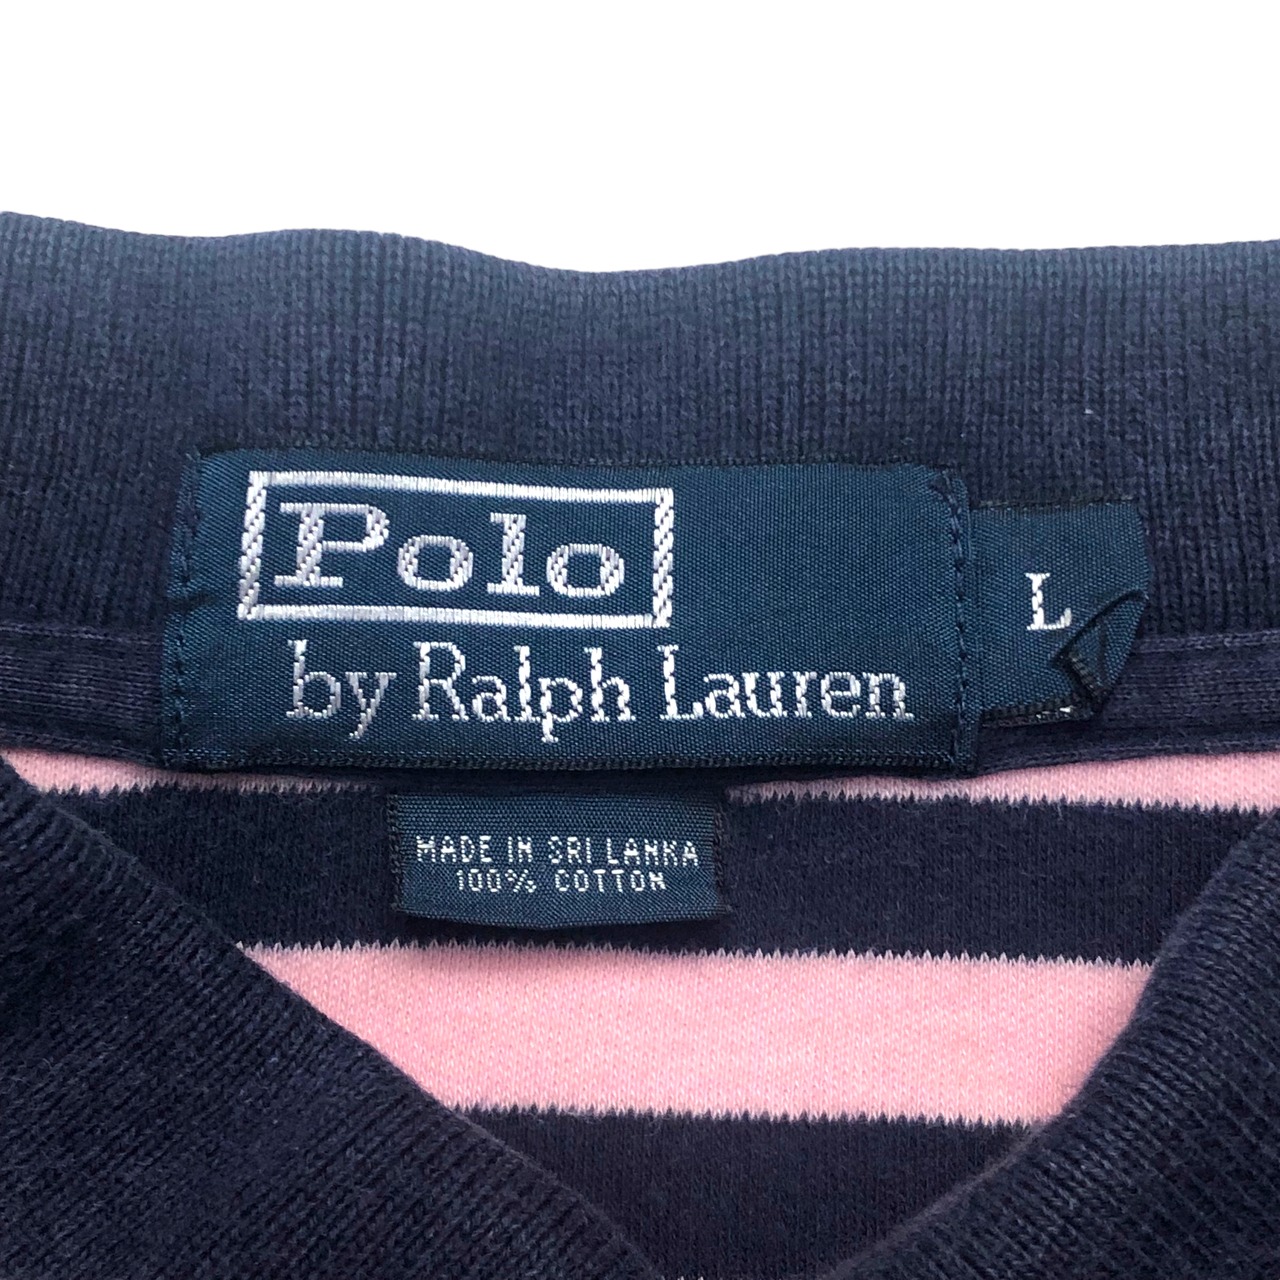 Polo
by Ralph Lauren
L
MADE IN SRI LANKA
100% COTTON